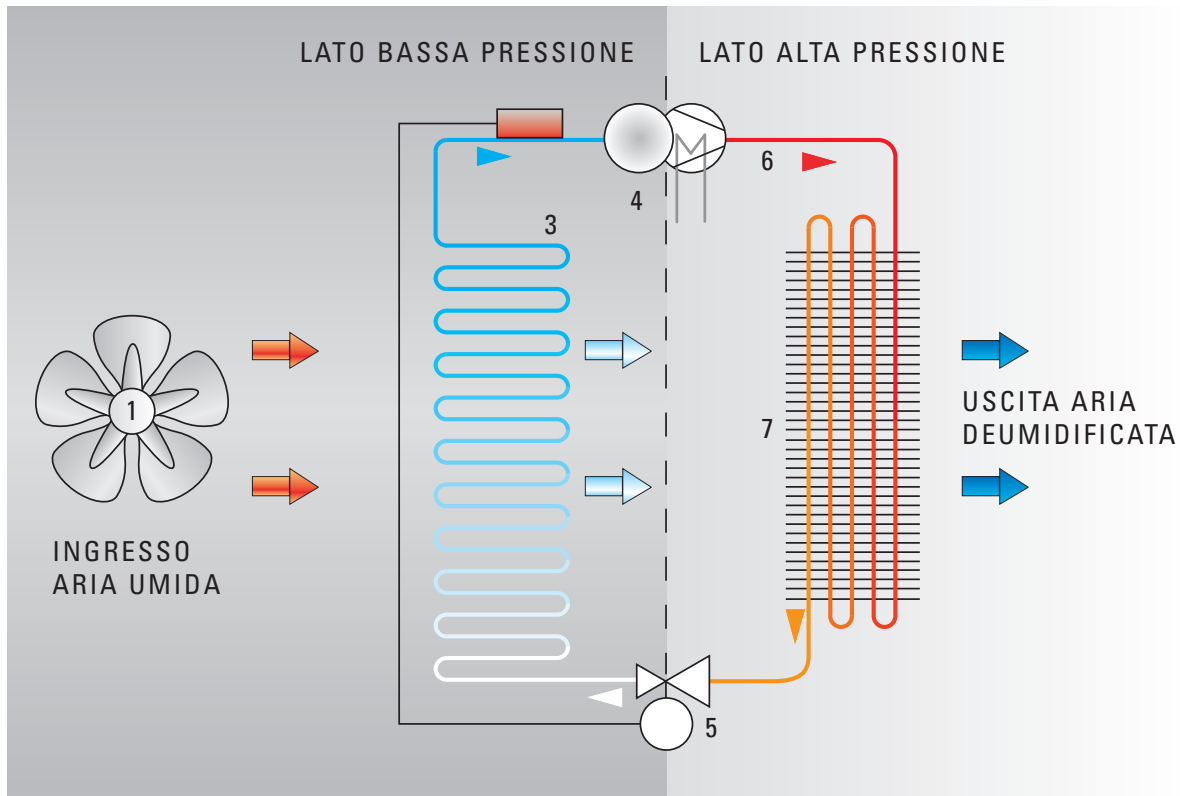 LATO BASSA PRESSIONE
LATO ALTA PRESSIONE
6
4
3
1
7
USCITA ARIA
DEUMIDIFICATA
INGRESSO
ARIA UMIDA
5